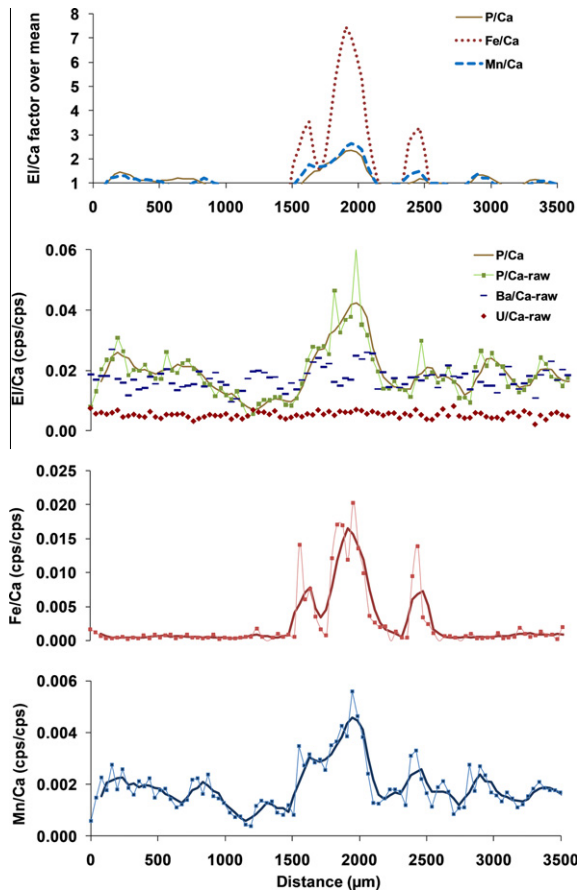 El/Ca factor over mean
8
7
6
5
4
3
2
1
P/Ca
Fe/Ca
Mn/Ca
0 500 1000 1500 2000 2500 3000 3500
El/Ca (cps/cps)
0.06
0.04
0.02
0.00
P/Ca
P/Ca-raw
Ba/Ca-raw
U/Ca-raw
Fe/Ca (cps/cps)
0.025
0.020
0.015
0.010
0.005
0.000
Mn/Ca (cps/cps)
0.006
0.004
0.002
0.000
0 500 1000 1500 2000 2500 3000 3500
Distance (µm)